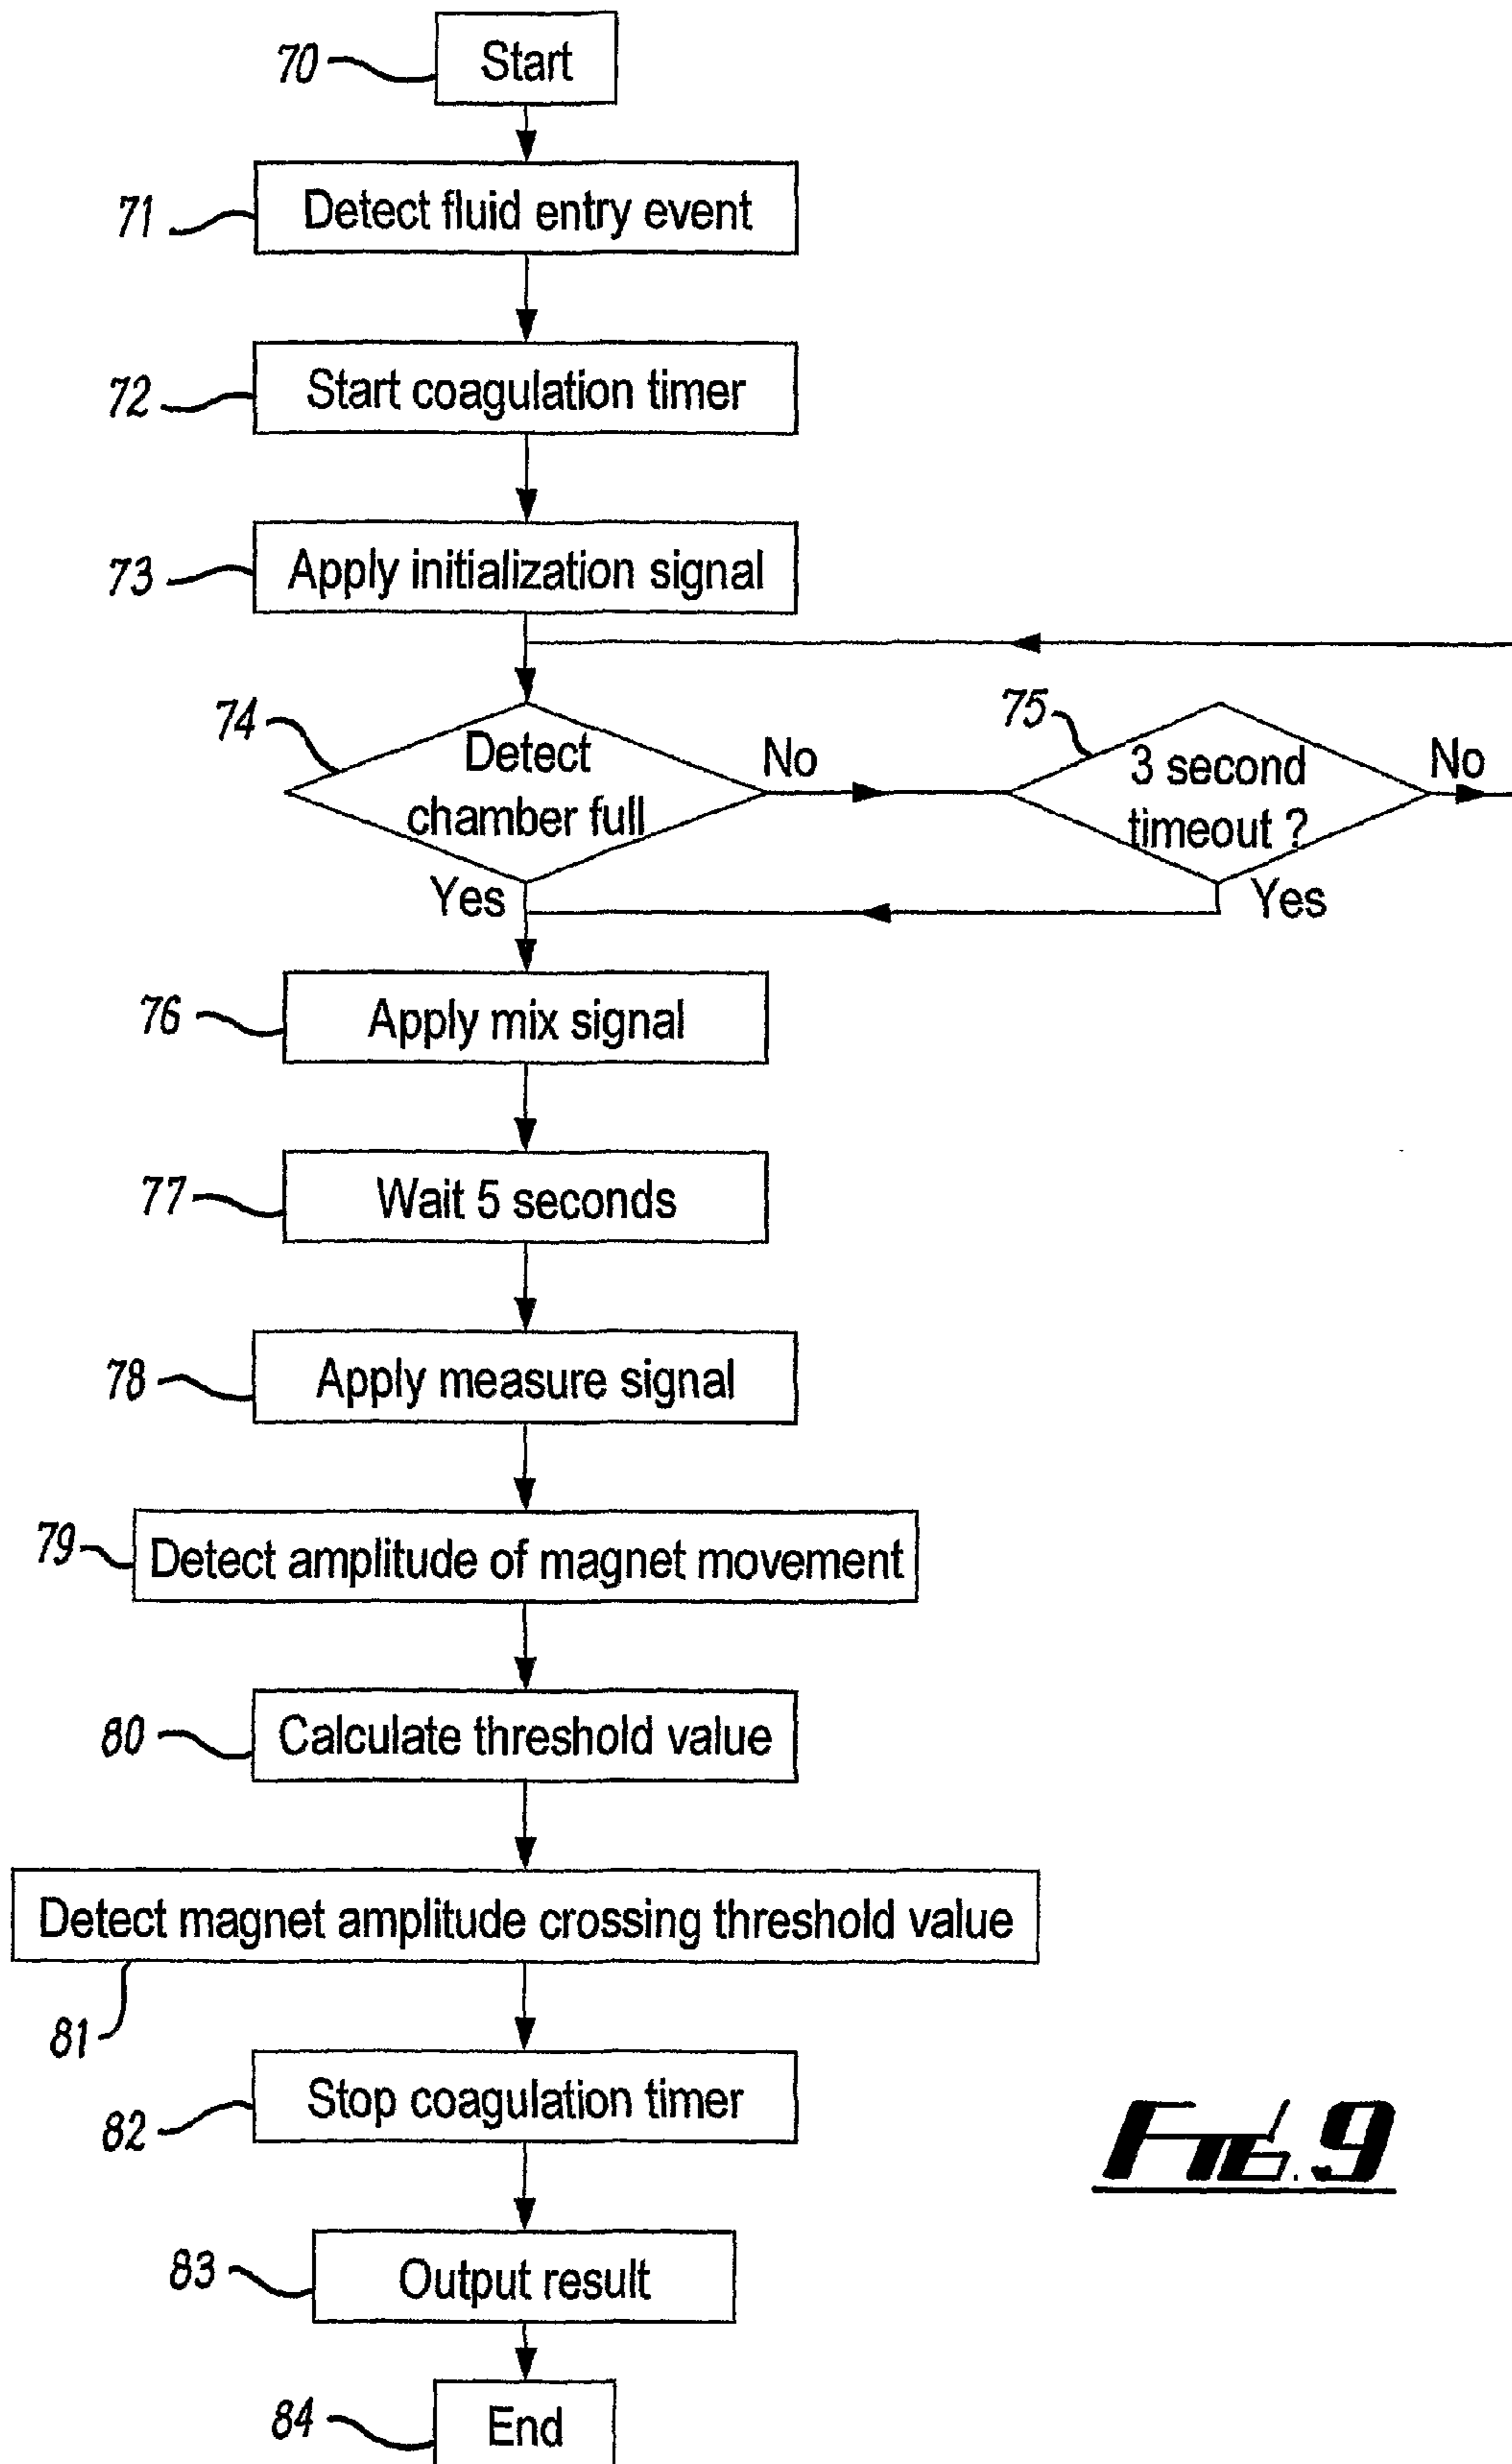 70
Start
71
Detect fluid entry event
72
Start coagulation timer
73
Apply initialization signal
74
Detect
chamber full
No
75
3 second
timeout ?
No
Yes
Yes
76
Apply mix signal
77
Wait 5 seconds
78
Apply measure signal
79
Detect amplitude of magnet movement
80
Calculate threshold value
Detect magnet amplitude crossing threshold value
81
82
Stop coagulation timer
83
Output result
84
End
FIG. 9